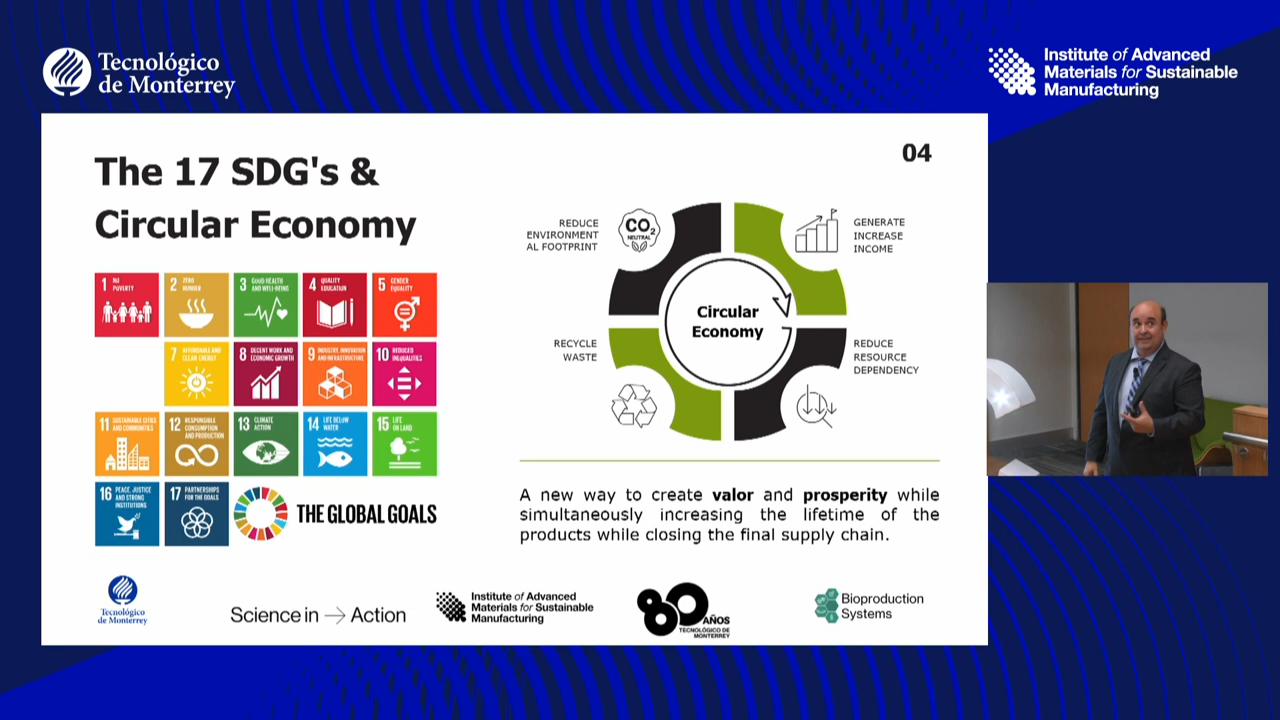 Tecnológico
de Monterrey
Institute of Advanced
Materials for Sustainable
Manufacturing
The 17 SDG's &
Circular Economy
04
1 NO
POVERTY
2 ZERO
HUNGER
3 GOOD HEALTH
AND WELL-BEING
4 QUALITY
EDUCATION
5 GENDER
EQUALITY
7 AFFORDABLE AND
CLEAN ENERGY
8 DECENT WORK AND
ECONOMIC GROWTH
9 INDUSTRY, INNOVATION
AND INFRASTRUCTURE
10 REDUCED
INEQUALITIES
11 SUSTAINABLE CITIES
AND COMMUNITIES
12 RESPONSIBLE
CONSUMPTION
AND PRODUCTION
13 CLIMATE
ACTION
14 LIFE BELOW
WATER
15 LIFE
ON LAND
16 PEACE, JUSTICE
AND STRONG
INSTITUTIONS
17 PARTNERSHIPS
FOR THE GOALS
THE GLOBAL GOALS
REDUCE
ENVIRONMENT
AL FOOTPRINT
CO2
NEUTRAL
GENERATE
INCREASE
INCOME
Circular
Economy
RECYCLE
WASTE
REDUCE
RESOURCE
DEPENDENCY
A new way to create valor and prosperity while
simultaneously increasing the lifetime of the
products while closing the final supply chain.
Tecnológico
de Monterrey
Science in → Action
Institute of Advanced
Materials for Sustainable
Manufacturing
80 AÑOS
TECNOLÓGICO DE
MONTERREY
Bioproduction
Systems